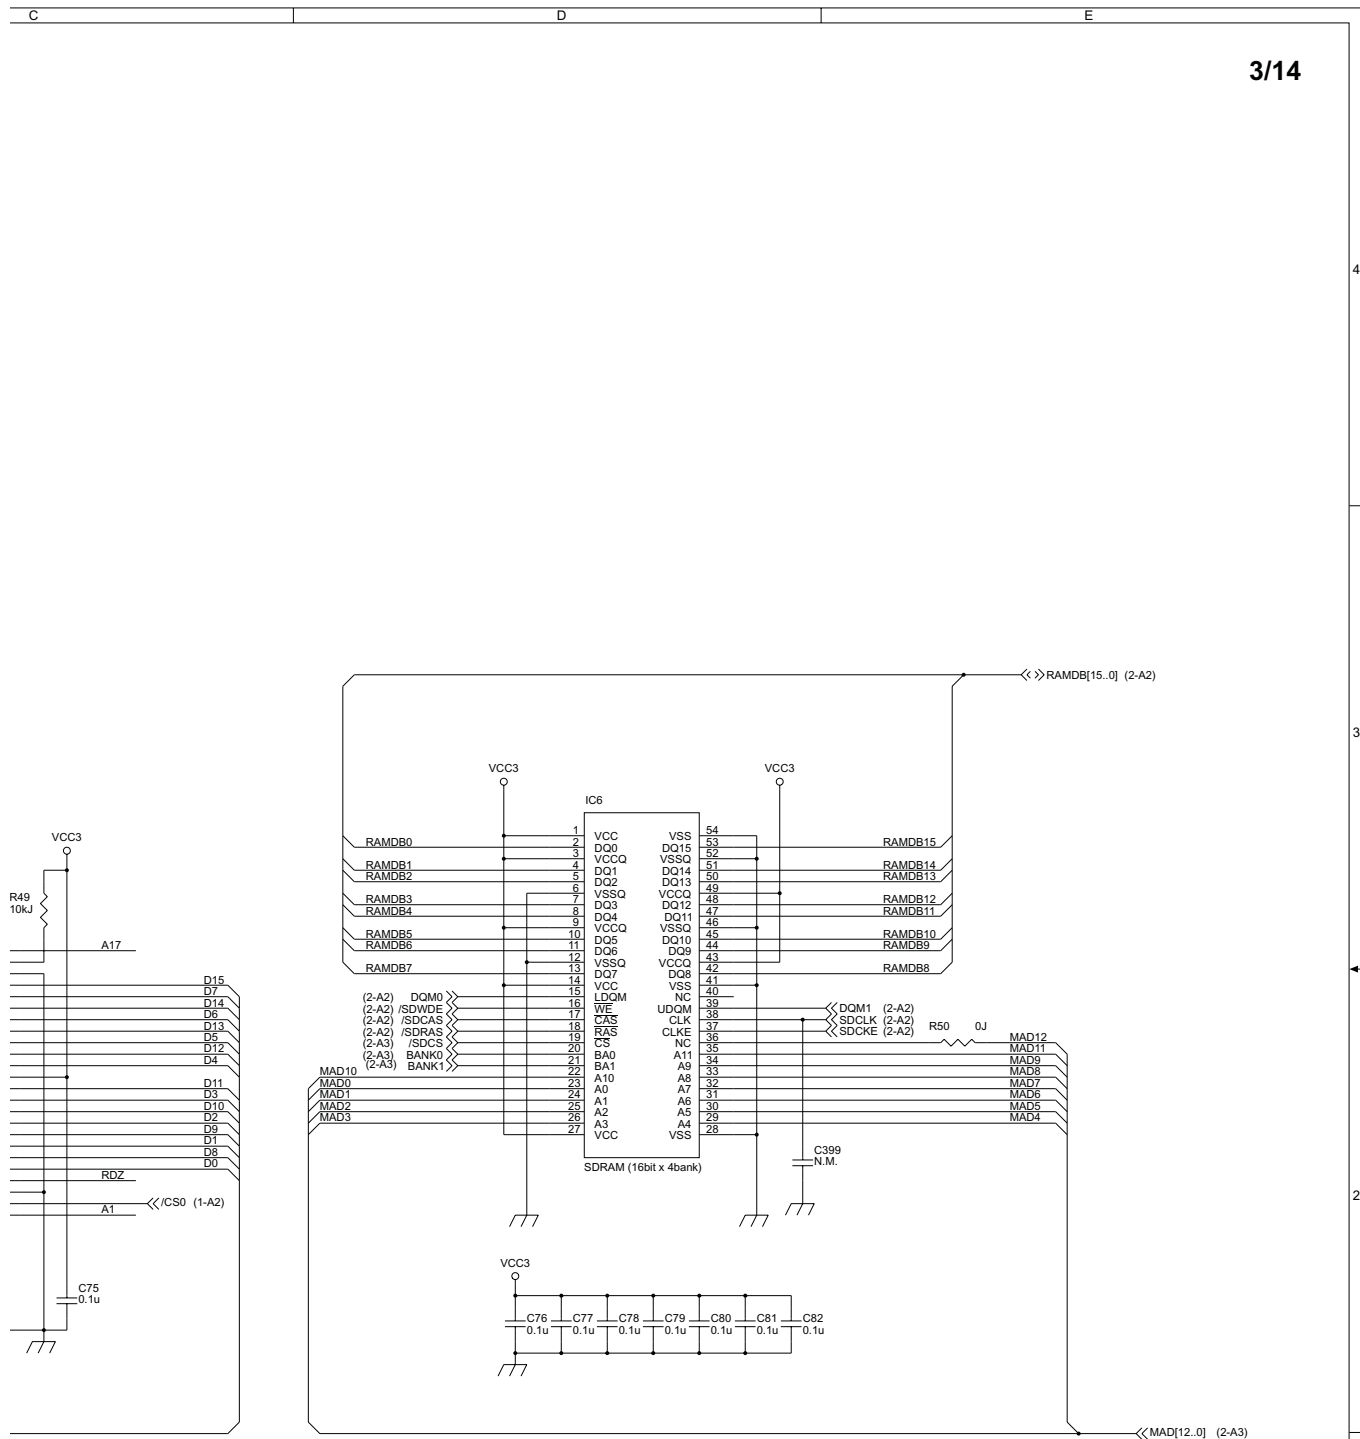 C D E
3/14
4
RAMDB[15..0] (2-A2)
3
VCC3 VCC3
IC6
VCC3
R49
10kJ
A17
D15
D7
D14
D6
D13
D5
D12
D4
D11
D3
D10
D2
D9
D1
D8
D0
RDZ
/CS0 (1-A2)
A1
C75
0.1u
RAMDB0 1 VCC VSS 54 RAMDB15
2 DQ0 DQ15 53
3 VCCQ VSSQ 52
RAMDB1 4 DQ1 DQ14 51 RAMDB14
RAMDB2 5 DQ2 DQ13 50 RAMDB13
6 VSSQ VCCQ 49
RAMDB3 7 DQ3 DQ12 48 RAMDB12
RAMDB4 8 DQ4 DQ11 47 RAMDB11
9 VCCQ VSSQ 46
RAMDB5 10 DQ5 DQ10 45 RAMDB10
RAMDB6 11 DQ6 DQ9 44 RAMDB9
12 VSSQ VCCQ 43
RAMDB7 13 DQ7 DQ8 42 RAMDB8
14 VCC VSS 41
(2-A2) DQM0 15 LDQM NC 40
(2-A2) /SDWDE 16 WE UDQM 39 DQM1 (2-A2)
(2-A2) /SDCAS 17 CAS CLK 38 SDCLK (2-A2)
(2-A2) /SDRAS 18 RAS CLKE 37 SDCKE (2-A2)
R50 0J
(2-A3) /SDCS 19 CS NC 36 MAD12
(2-A3) BANK0 20 BA0 A11 35 MAD11
(2-A3) BANK1 21 BA1 A9 34 MAD9
MAD10 22 A10 A8 33 MAD8
MAD0 23 A0 A7 32 MAD7
MAD1 24 A1 A6 31 MAD6
MAD2 25 A2 A5 30 MAD5
MAD3 26 A3 A4 29 MAD4
27 VCC VSS 28
SDRAM (16bit x 4bank)
C399
N.M.
2
VCC3
C76 C77 C78 C79 C80 C81 C82
0.1u 0.1u 0.1u 0.1u 0.1u 0.1u 0.1u
MAD[12..0] (2-A3)